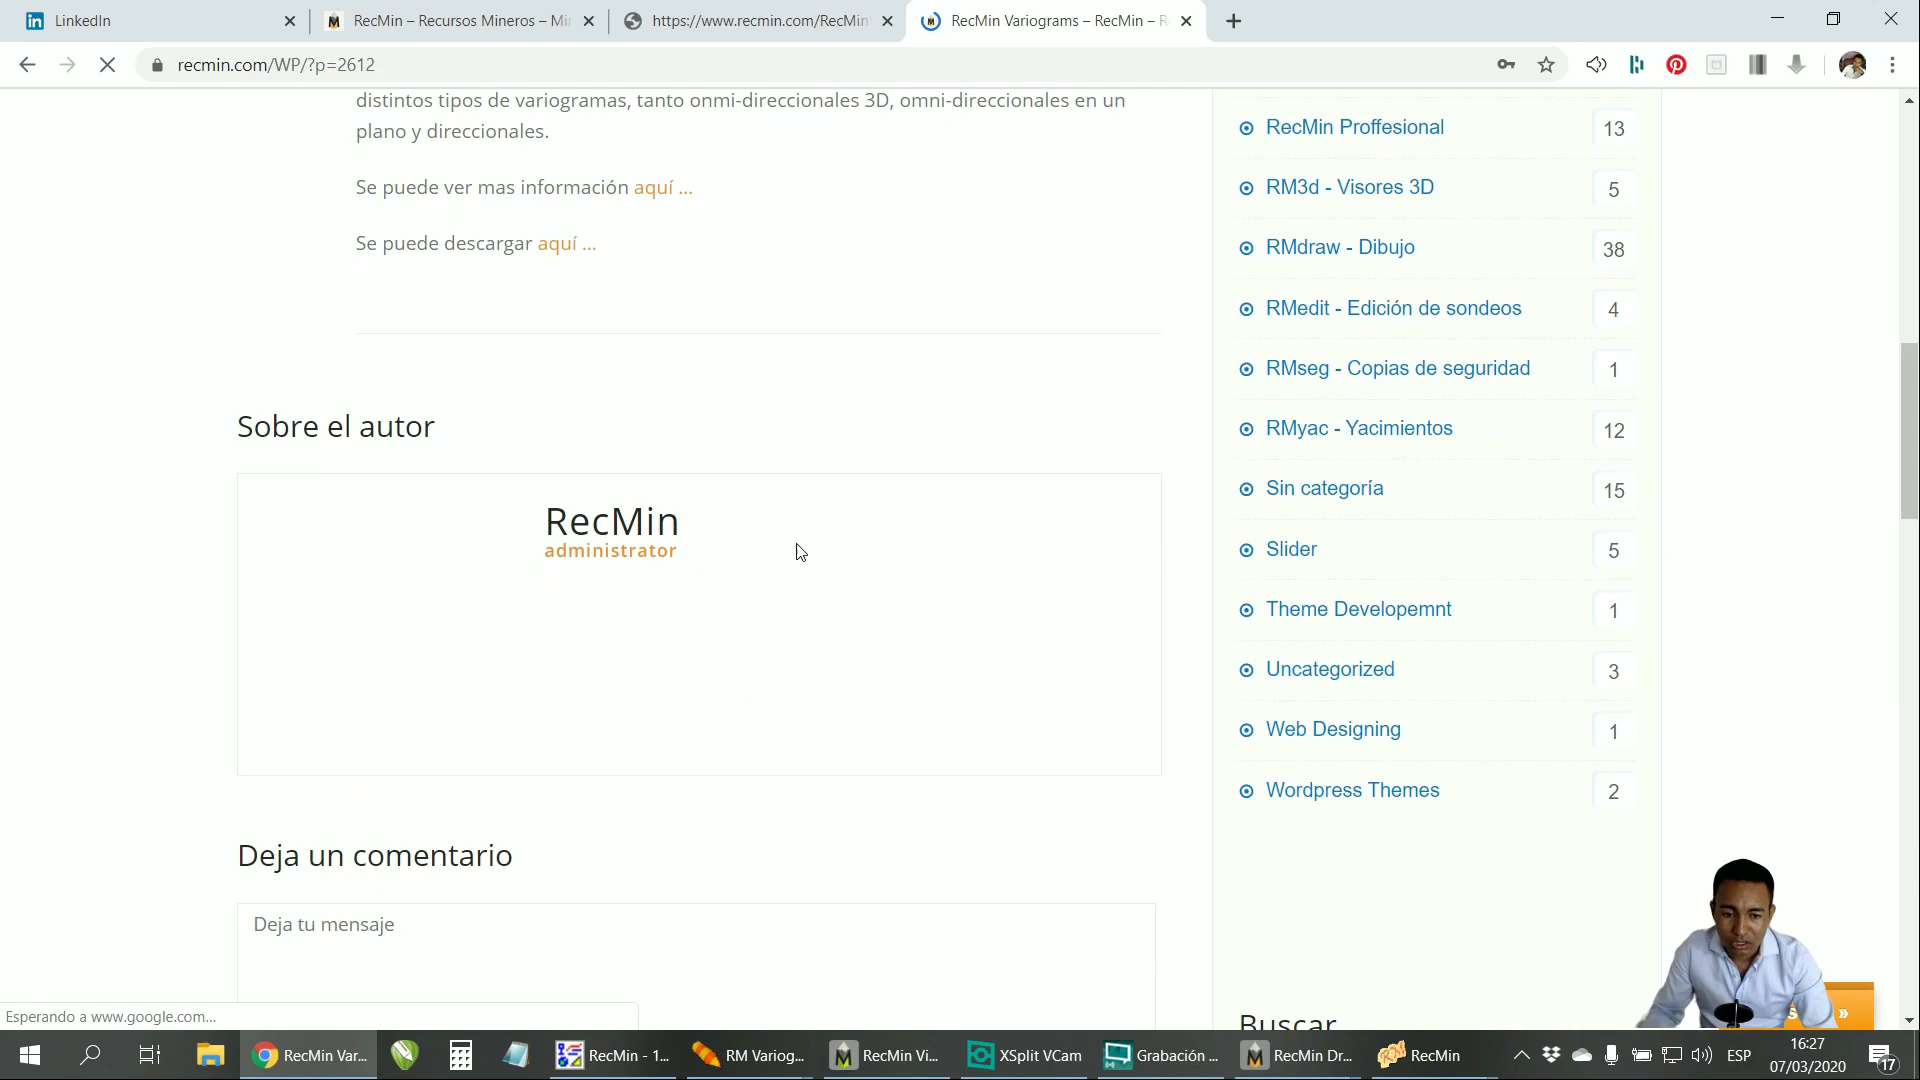 LinkedIn
RecMin – Recursos Mineros – Mi
https://www.recmin.com/RecMin
RecMin Variograms – RecMin – R
recmin.com/WP/?p=2612
distintos tipos de variogramas, tanto onmi-direccionales 3D, omni-direccionales en un
plano y direccionales.
Se puede ver mas información aquí ...
Se puede descargar aquí ...
Sobre el autor
RecMin
administrator
Deja un comentario
Deja tu mensaje
RecMin Proffesional 13
RM3d - Visores 3D 5
RMdraw - Dibujo 38
RMedit - Edición de sondeos 4
RMseg - Copias de seguridad 1
RMyac - Yacimientos 12
Sin categoría 15
Slider 5
Theme Developemnt 1
Uncategorized 3
Web Designing 1
Wordpress Themes 2
Buscar
»
Esperando a www.google.com...
RecMin Var...
RecMin - 1...
RM Variog...
RecMin Vi...
XSplit VCam
Grabación ...
RecMin Dr...
RecMin
ESP
16:27
07/03/2020
17